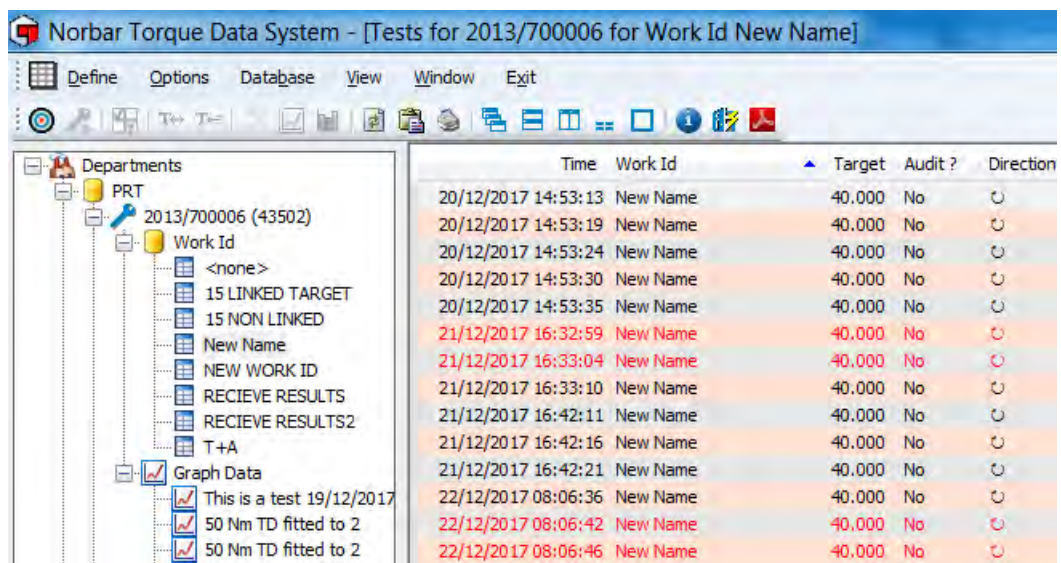 Norbar Torque Data System - [Tests for 2013/700006 for Work Id New Name]
Define Options Database View Window Exit
Departments
PRT
2013/700006 (43502)
Work Id
<none>
15 LINKED TARGET
15 NON LINKED
New Name
NEW WORK ID
RECIEVE RESULTS
RECIEVE RESULTS2
T+A
Graph Data
This is a test 19/12/2017
50 Nm TD fitted to 2
50 Nm TD fitted to 2
Time Work Id Target Audit ? Direction
20/12/2017 14:53:13 New Name 40.000 No
20/12/2017 14:53:19 New Name 40.000 No
20/12/2017 14:53:24 New Name 40.000 No
20/12/2017 14:53:30 New Name 40.000 No
20/12/2017 14:53:35 New Name 40.000 No
21/12/2017 16:32:59 New Name 40.000 No
21/12/2017 16:33:04 New Name 40.000 No
21/12/2017 16:33:10 New Name 40.000 No
21/12/2017 16:42:11 New Name 40.000 No
21/12/2017 16:42:16 New Name 40.000 No
21/12/2017 16:42:21 New Name 40.000 No
22/12/2017 08:06:36 New Name 40.000 No
22/12/2017 08:06:42 New Name 40.000 No
22/12/2017 08:06:46 New Name 40.000 No